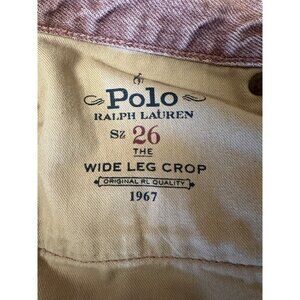 Polo
RALPH LAUREN
SZ 26
THE
WIDE LEG CROP
ORIGINAL RL QUALITY
1967